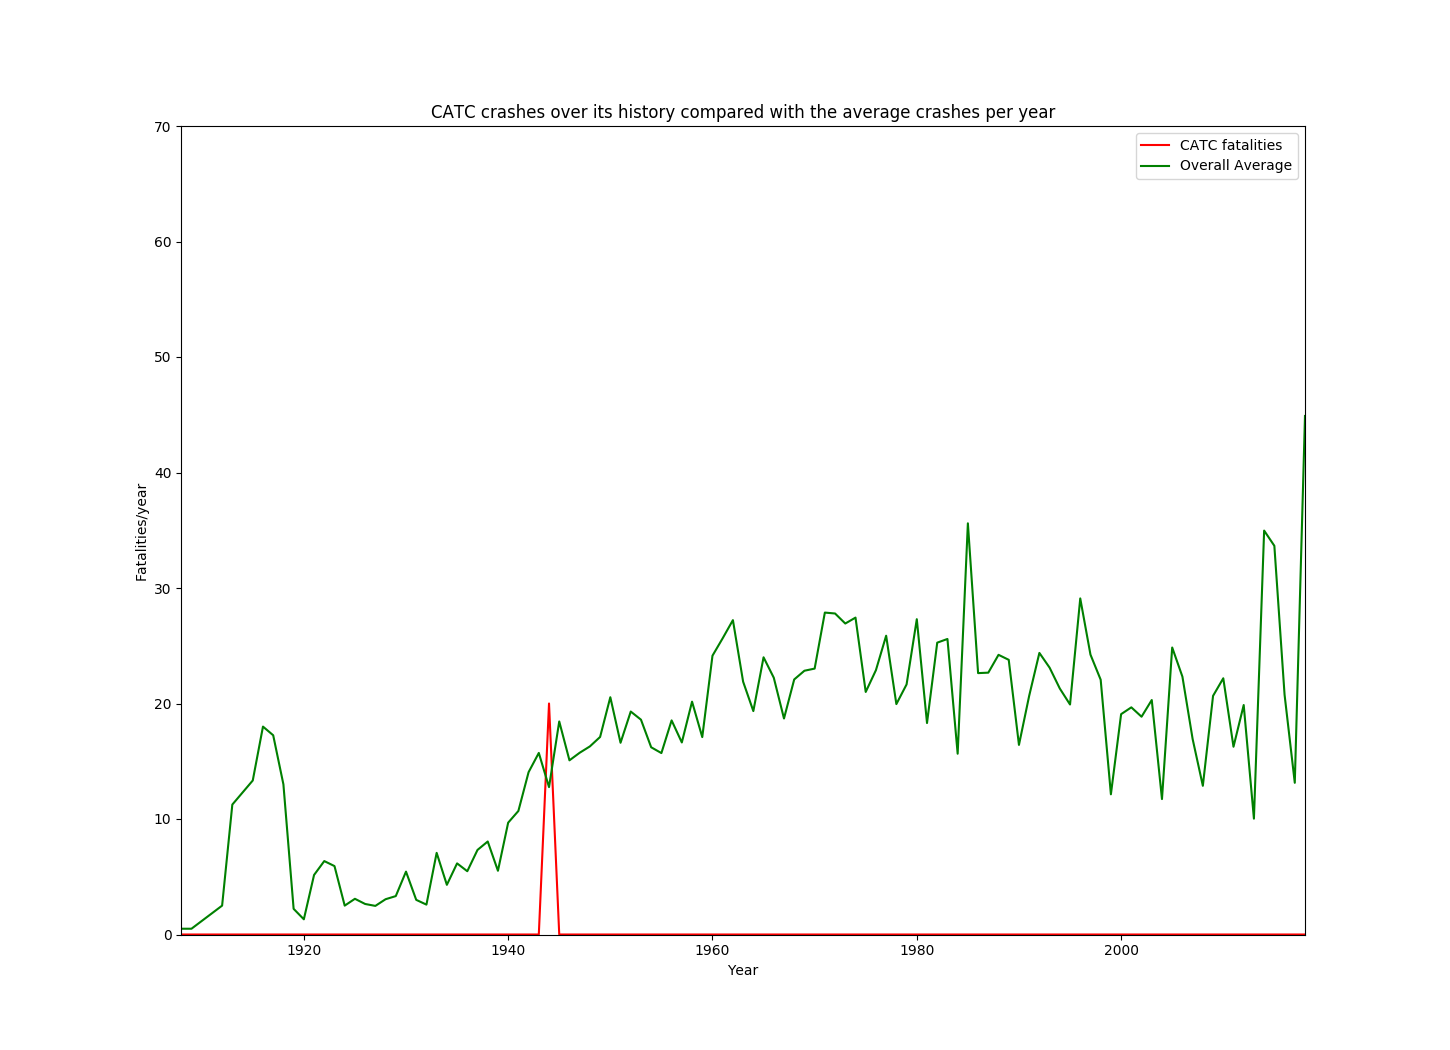 CATC crashes over its history compared with the average crashes per year
70
CATC fatalities
Overall Average
60
50
40
30
20
10
0
Fatalities/year
1920 1940 1960 1980 2000
Year